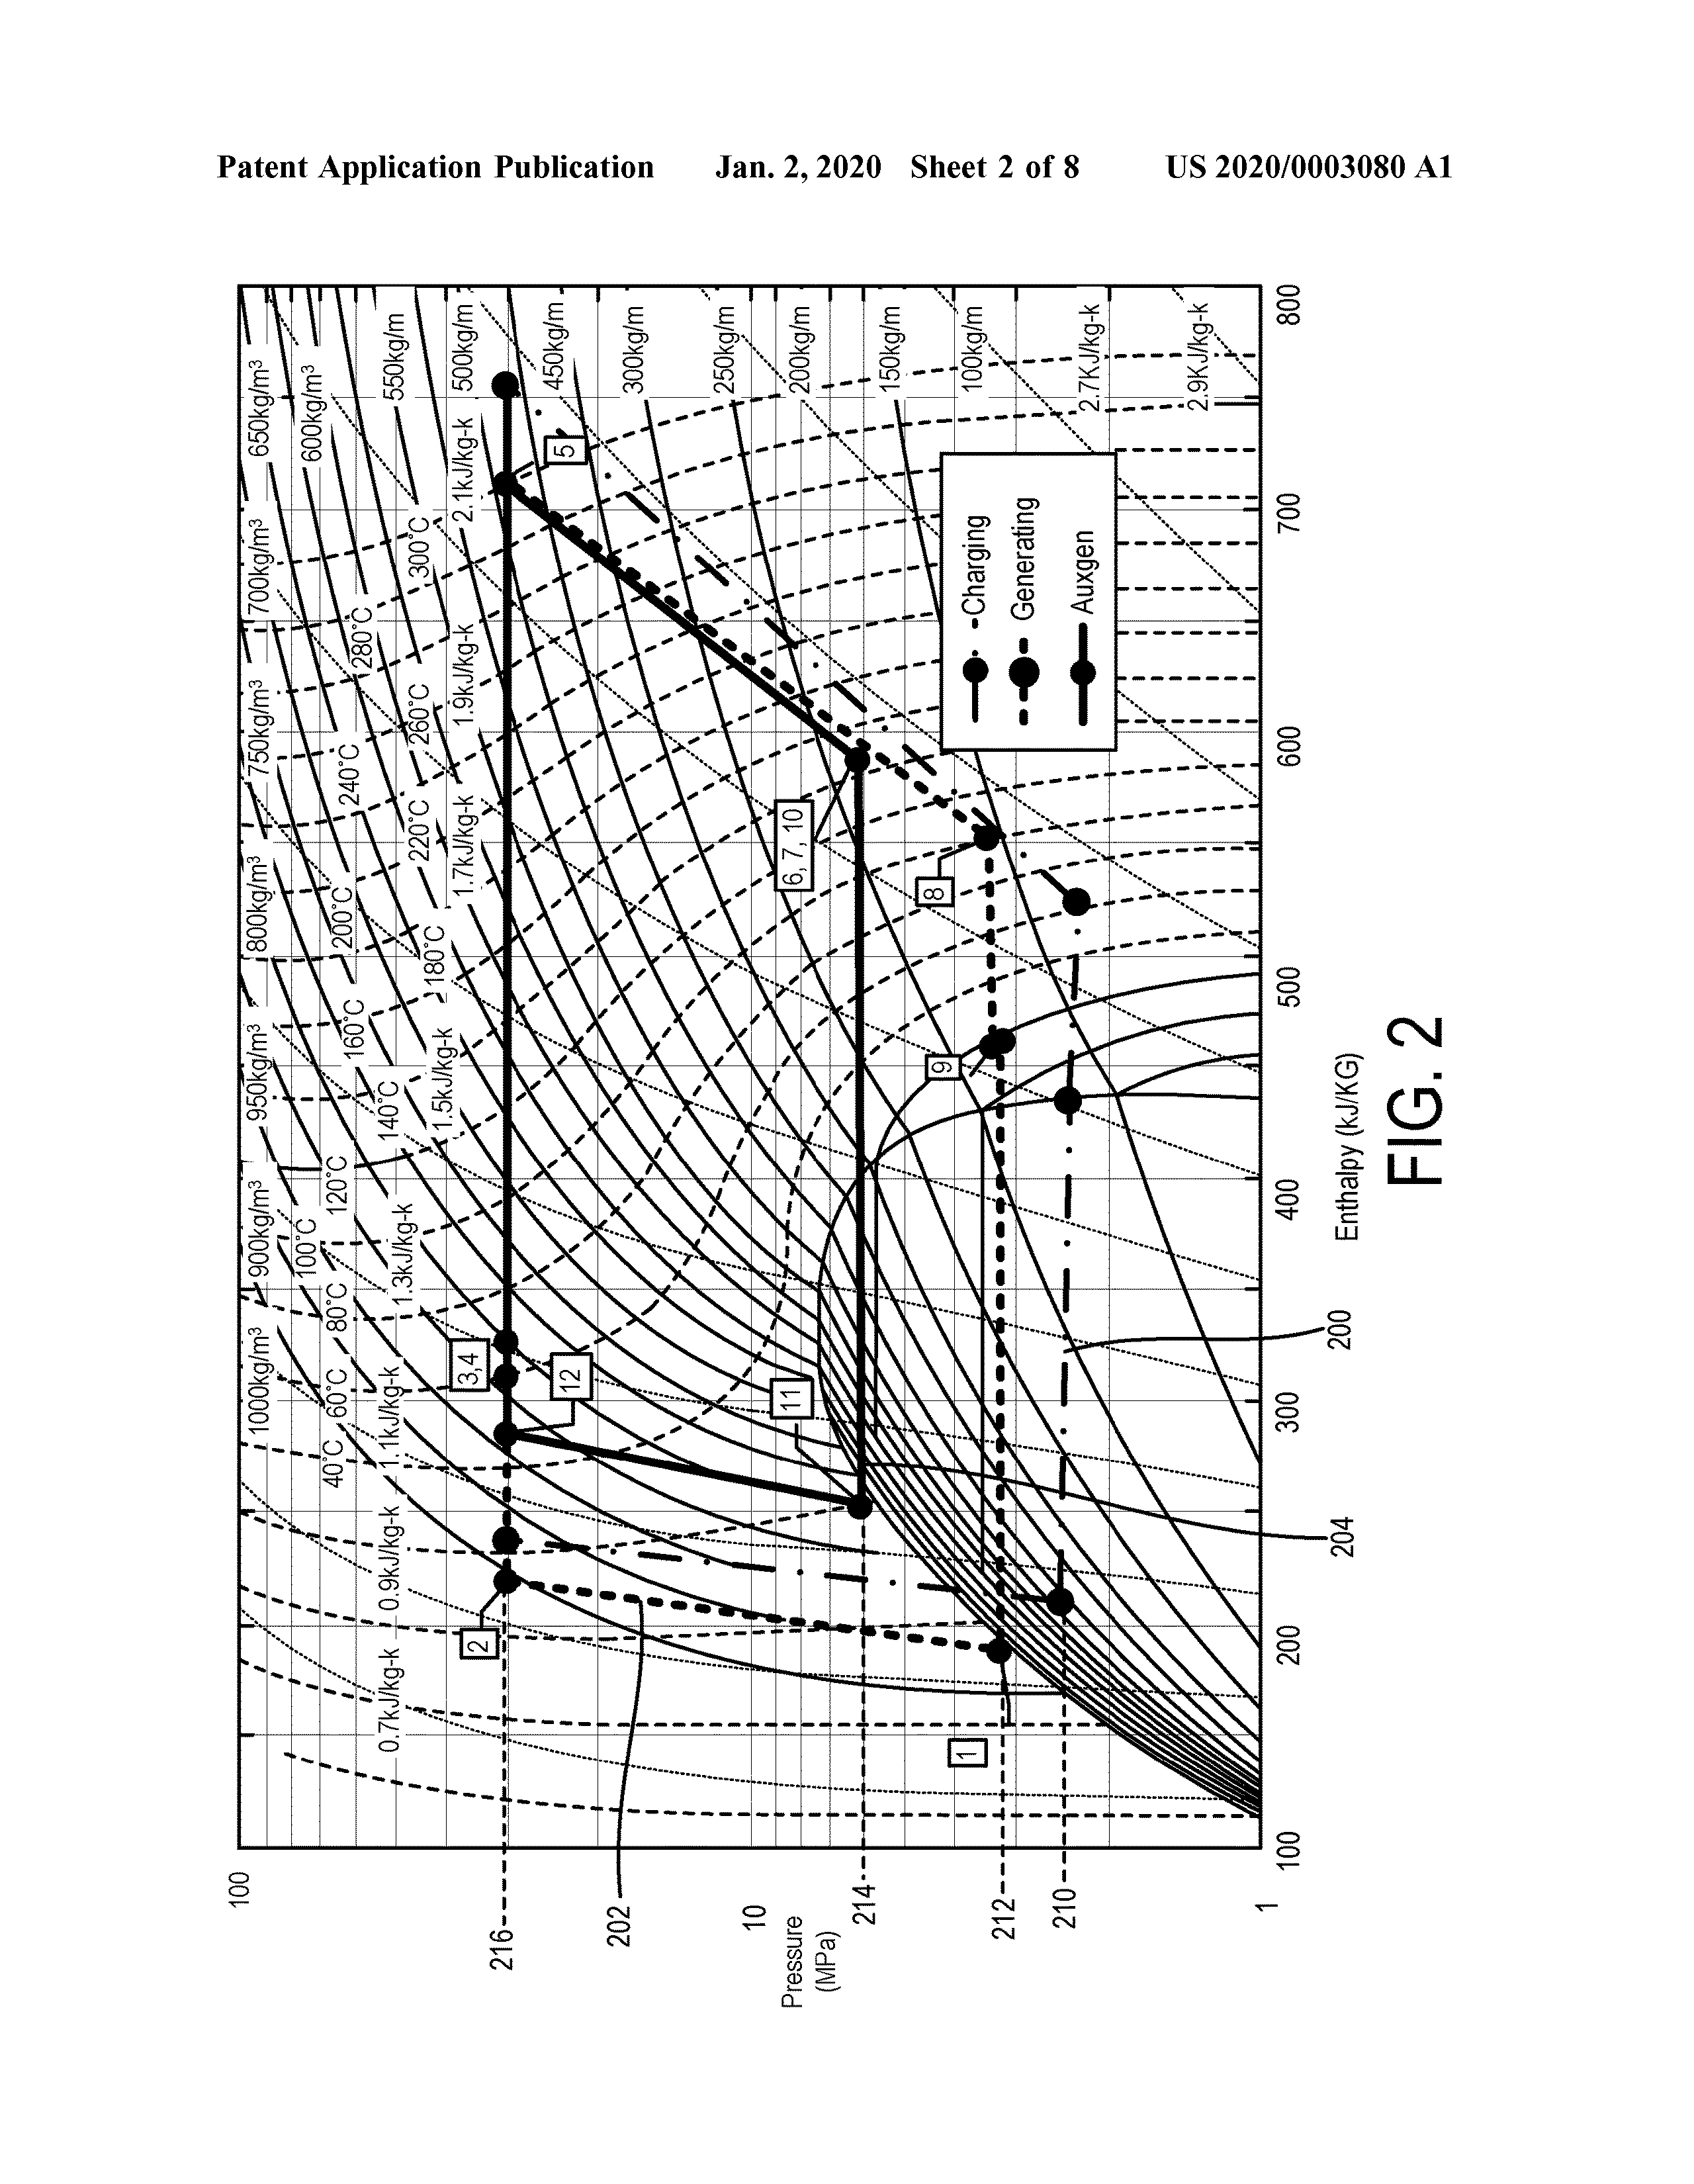 Patent Application Publication Jan. 2, 2020 Sheet 2 of 8 US 2020/0003080 A1
1000kg/m³ 900kg/m³ 950kg/m³ 800kg/m³ 750kg/m³ 700kg/m³ 650kg/m³
600kg/m³
40˚C 60˚C 80˚C 100˚C 120˚C 140˚C 160˚C 180˚C 200˚C 220˚C 240˚C 260˚C 280˚C 300˚C
0.7kJ/kg-k 0.9kJ/kg-k 1.1kJ/kg-k 1.3kJ/kg-k 1.5kJ/kg-k 1.7kJ/kg-k 1.9kJ/kg-k 2.1kJ/kg-k
550kg/m
500kg/m
450kg/m
300kg/m
250kg/m
200kg/m
150kg/m
100kg/m
2.7KJ/kg-k
2.9KJ/kg-k
2
3,4
12
5
11
6, 7, 10
1
9
8
Charging
Generating
Auxgen
100
216
202
10
Pressure
(MPa)
214
212
210
1
100 200 300 400 500 600 700 800
204
200
Enthalpy (kJ/KG)
FIG. 2